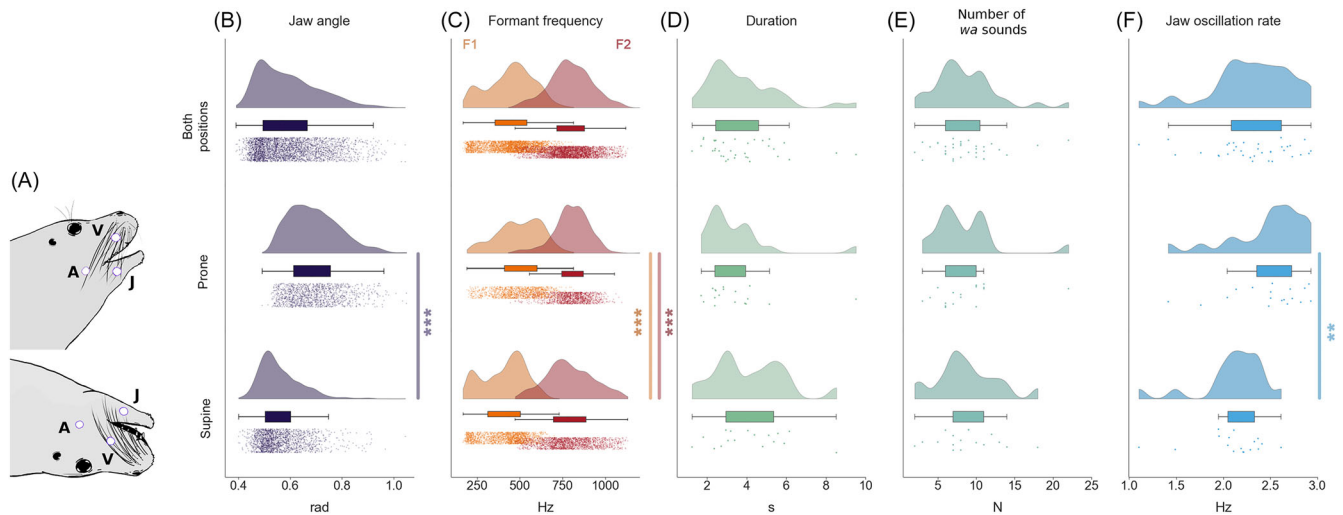 (A)
V
A
J
J
A
V
(B)
Jaw angle
(C)
Formant frequency
F1
F2
(D)
Duration
(E)
Number of
wa sounds
(F)
Jaw oscillation rate
Both
positions
Prone
Supine
***
***
***
**
0.4 0.6 0.8 1.0
rad
250 500 750 1000
Hz
2 4 6 8 10
s
5 10 15 20 25
N
1.0 1.5 2.0 2.5 3.0
Hz